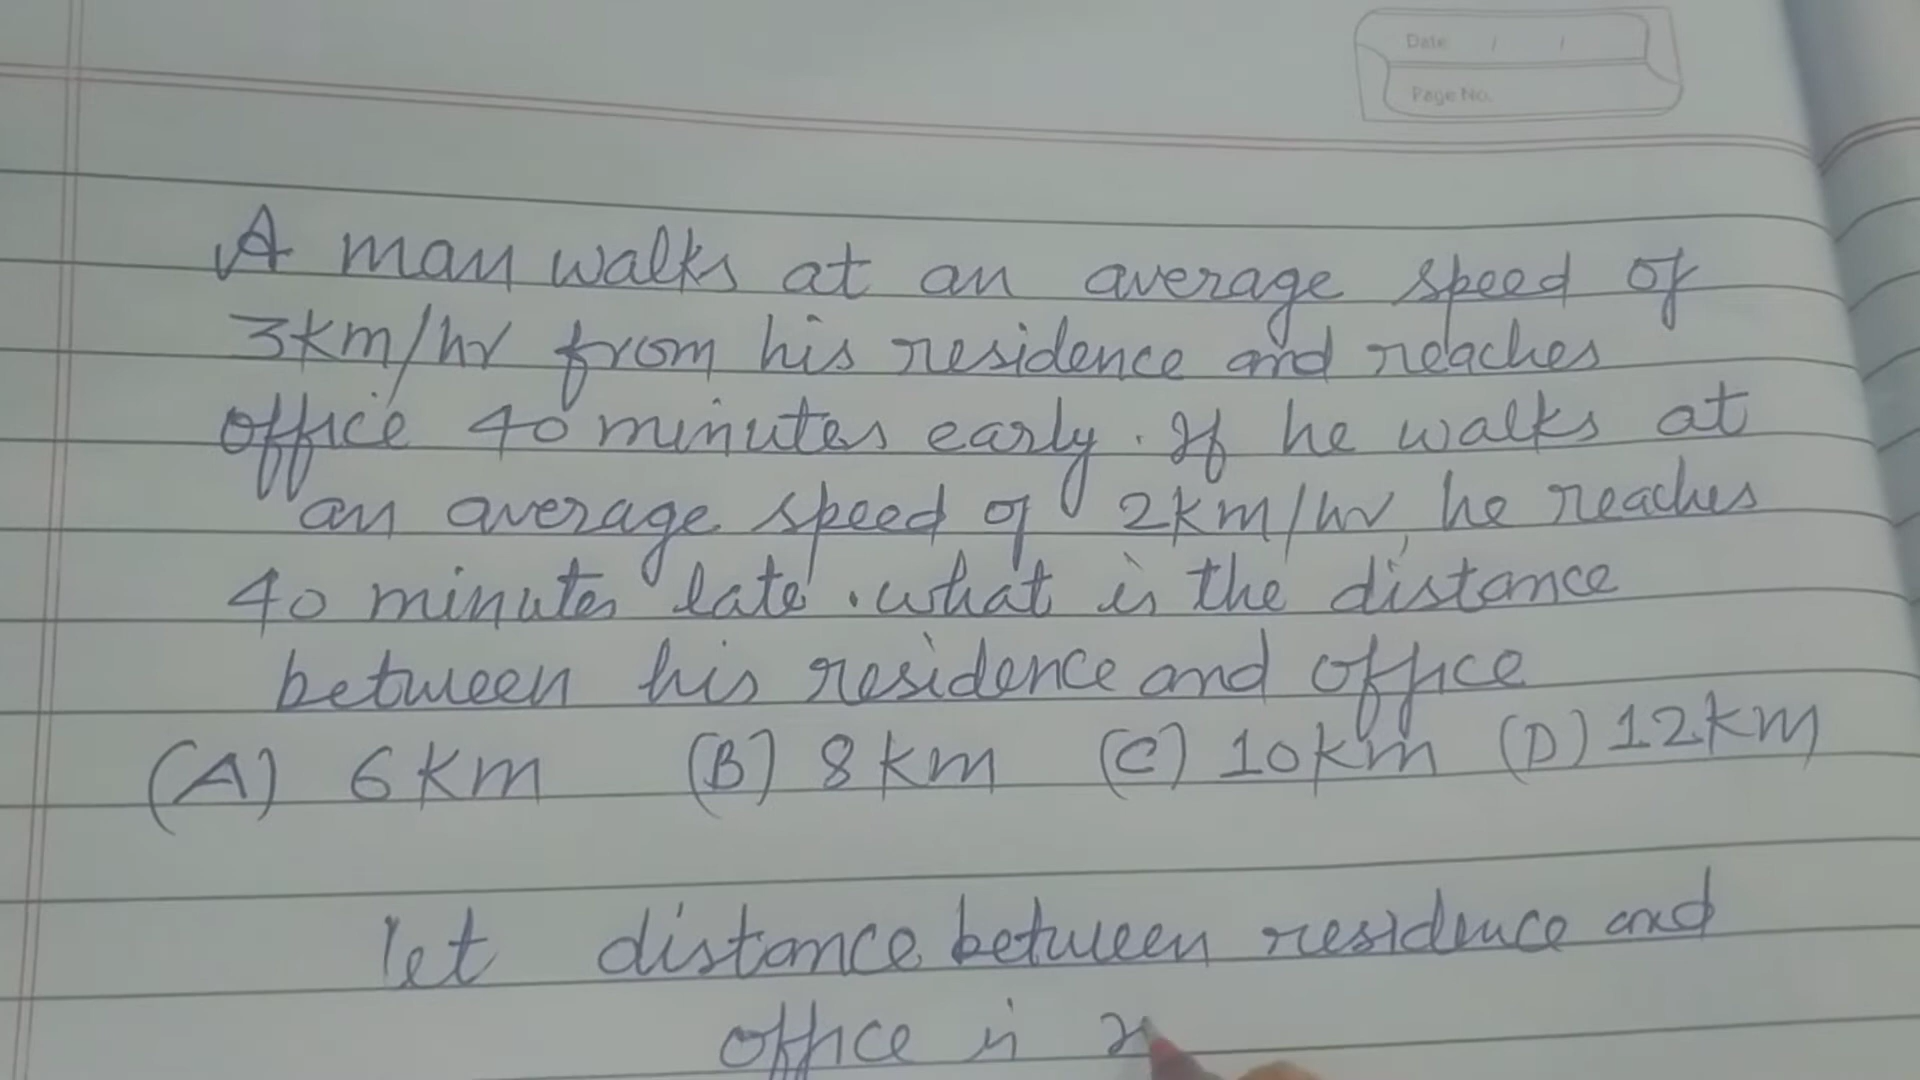 Date / /
Page No.
A man walks at an average speed of
3km/hr from his residence and reaches
office 40 minutes early. If he walks at
an average speed of 2km/hr he reaches
40 minutes late. what is the distance
between his residence and office
(A) 6km (B) 8km (C) 10km (D) 12km
let distance between residence and
office is x